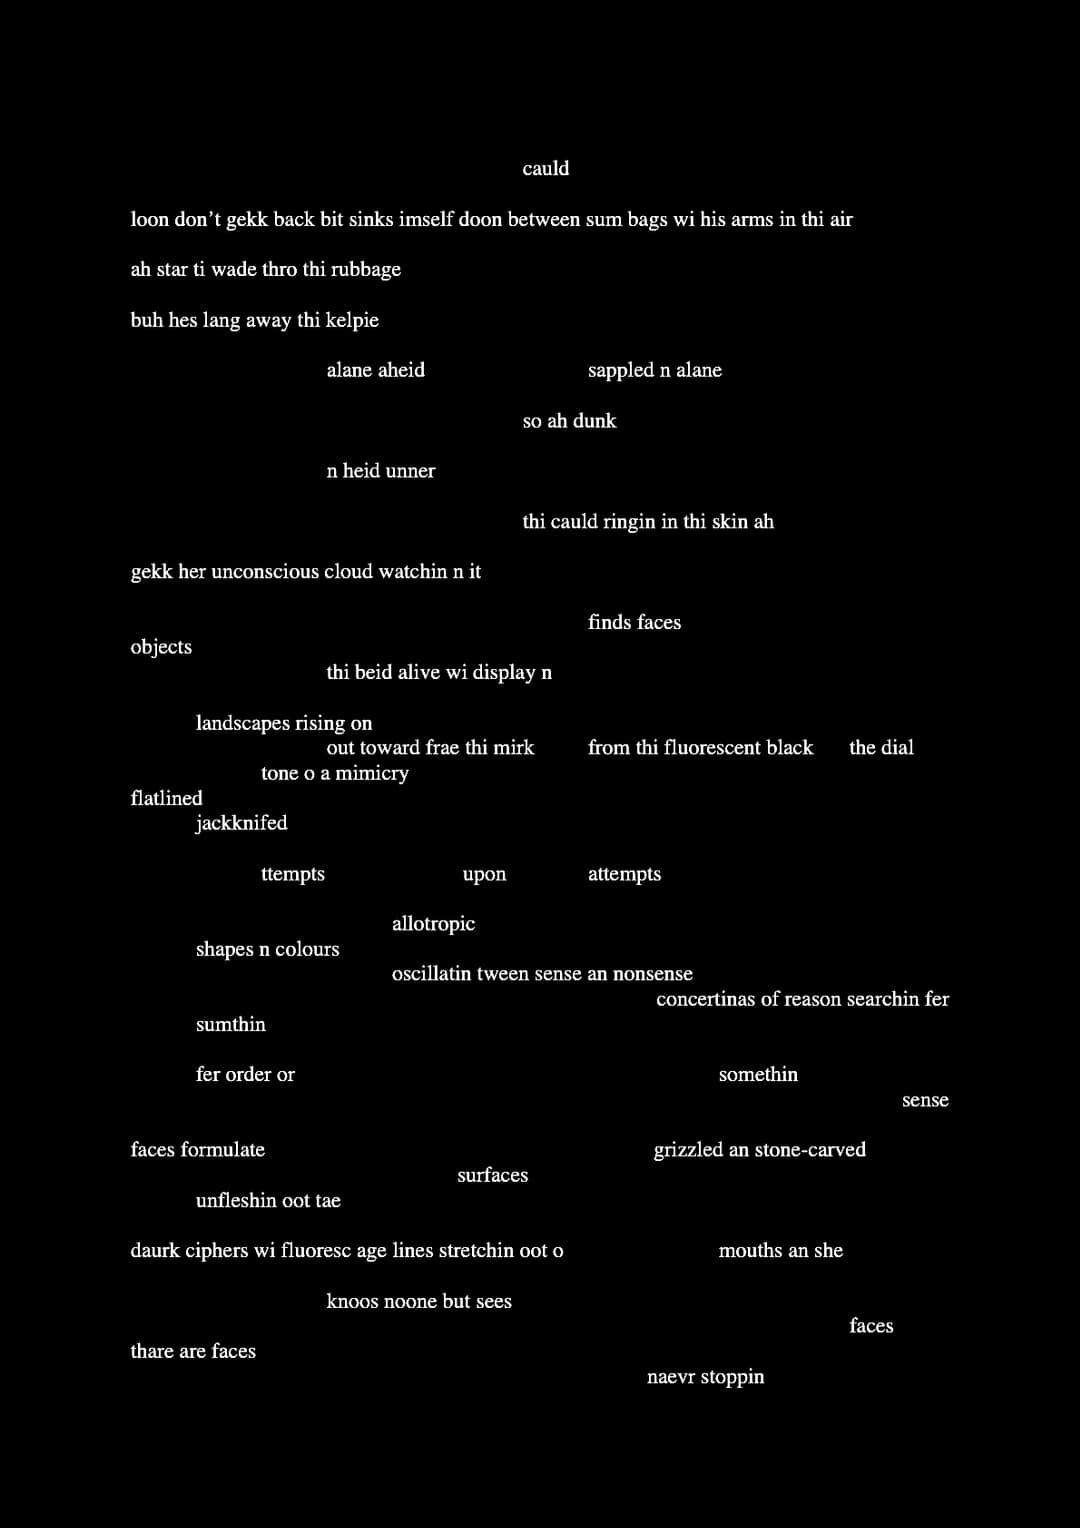 cauld
loon don’t gekk back bit sinks imself doon between sum bags wi his arms in thi air
ah star ti wade thro thi rubbage
buh hes lang away thi kelpie
alane aheid sappled n alane
so ah dunk
n heid unner
thi cauld ringin in thi skin ah
gekk her unconscious cloud watchin n it
finds faces
objects
thi beid alive wi display n
landscapes rising on
out toward frae thi mirk from thi fluorescent black the dial
tone o a mimicry
flatlined
jackknifed
ttempts upon attempts
allotropic
shapes n colours
oscillatin tween sense an nonsense
concertinas of reason searchin fer
sumthin
fer order or somethin
sense
faces formulate grizzled an stone-carved
surfaces
unfleshin oot tae
daurk ciphers wi fluoresc age lines stretchin oot o mouths an she
knoos noone but sees
faces
thare are faces
naevr stoppin